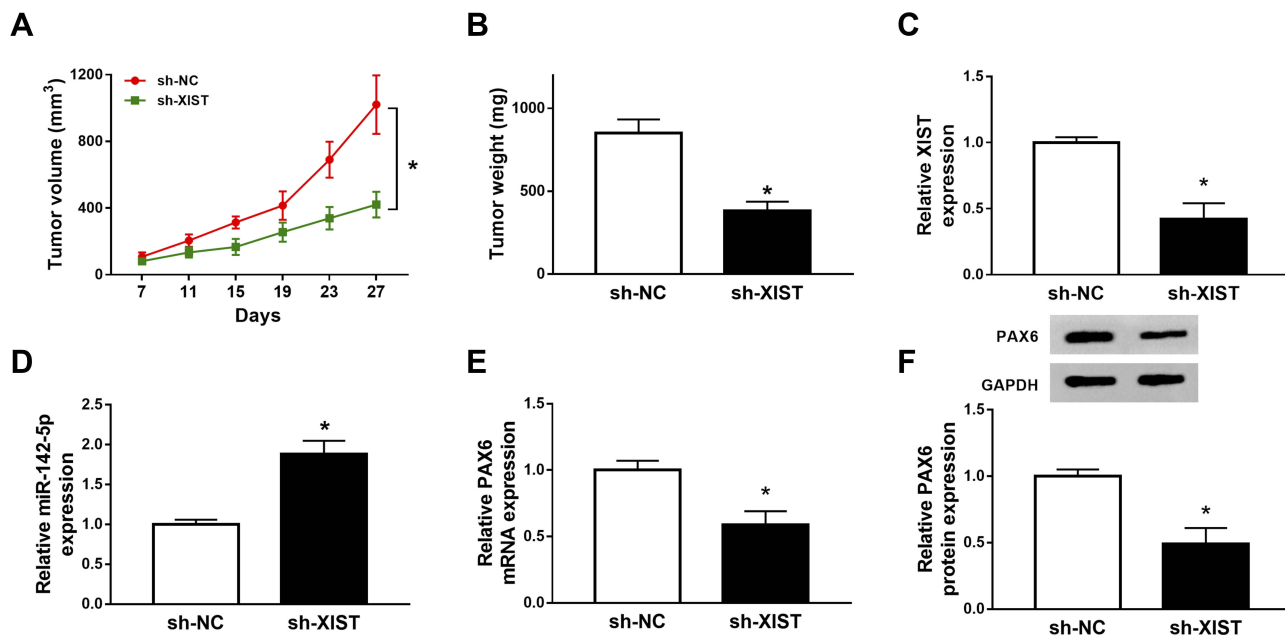 A
Tumor volume (mm³)
1200
800
400
0
sh-NC
sh-XIST
*
7 11 15 19 23 27
Days
B
Tumor weight (mg)
1000
500
0
*
sh-NC sh-XIST
C
Relative XIST
expression
1.5
1.0
0.5
0.0
*
sh-NC sh-XIST
D
Relative miR-142-5p
expression
2.5
2.0
1.5
1.0
0.5
0.0
*
sh-NC sh-XIST
E
Relative PAX6
mRNA expression
1.5
1.0
0.5
0.0
*
sh-NC sh-XIST
F
PAX6
GAPDH
Relative PAX6
protein expression
1.5
1.0
0.5
0.0
*
sh-NC sh-XIST